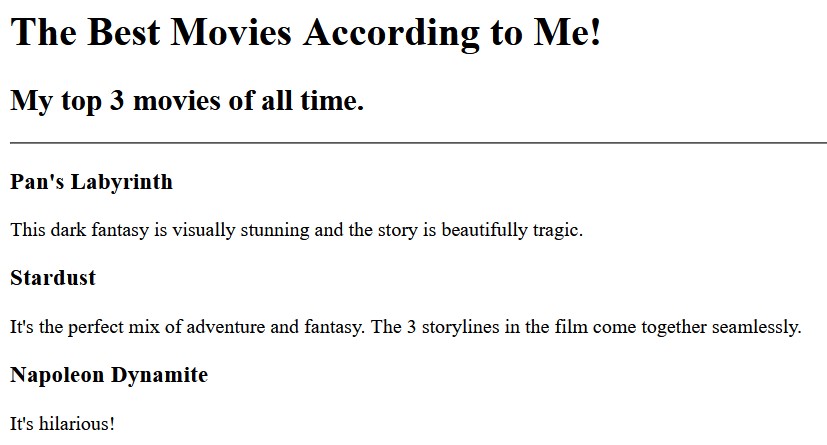 The Best Movies According to Me!
My top 3 movies of all time.
Pan's Labyrinth
This dark fantasy is visually stunning and the story is beautifully tragic.
Stardust
It's the perfect mix of adventure and fantasy. The 3 storylines in the film come together seamlessly.
Napoleon Dynamite
It's hilarious!